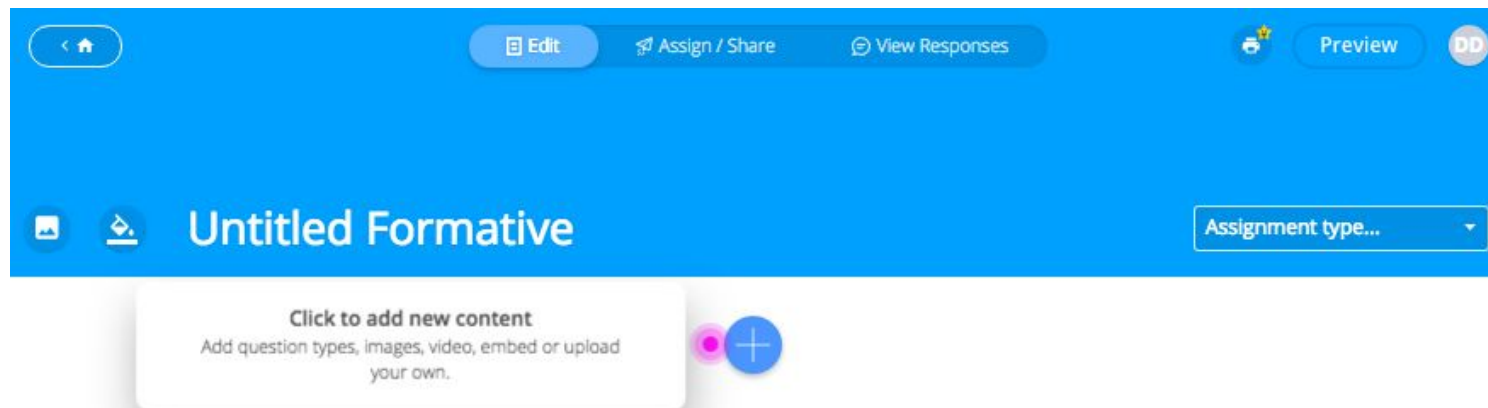 Edit
Assign / Share
View Responses
Preview
DD
Untitled Formative
Assignment type...
Click to add new content
Add question types, images, video, embed or upload
your own.